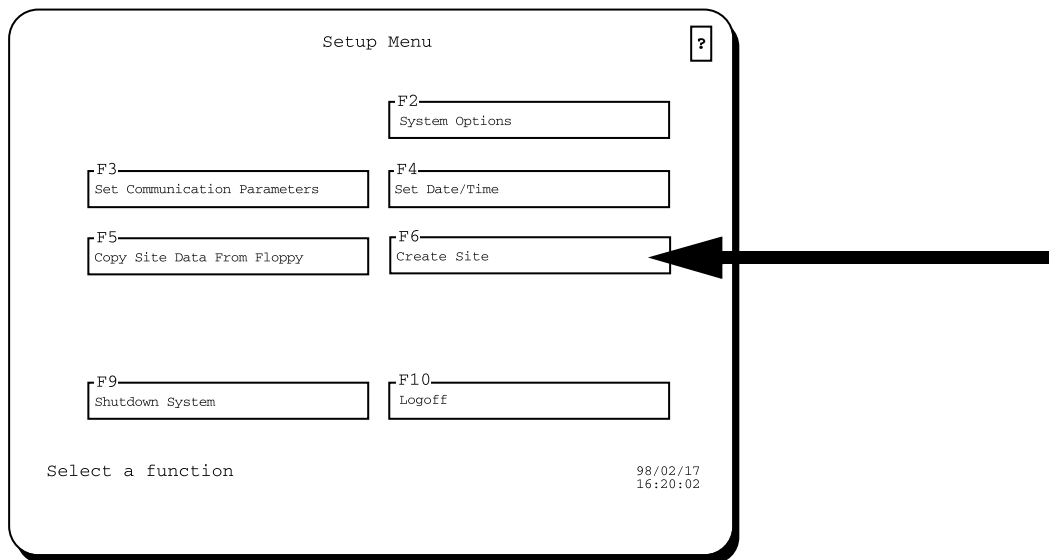 Setup Menu
?
F2
System Options
F3
Set Communication Parameters
F4
Set Date/Time
F5
Copy Site Data From Floppy
F6
Create Site
F9
Shutdown System
F10
Logoff
Select a function
98/02/17
16:20:02